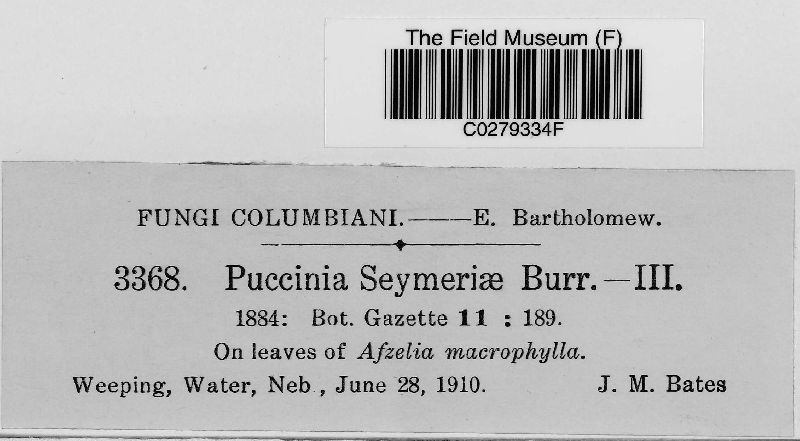 The Field Museum (F)
C0279334F
FUNGI COLUMBIANI.——E. Bartholomew.
3368. Puccinia Seymeriæ Burr.—III.
1884: Bot. Gazette 11 : 189.
On leaves of Afzelia macrophylla.
Weeping, Water, Neb , June 28, 1910. J. M. Bates